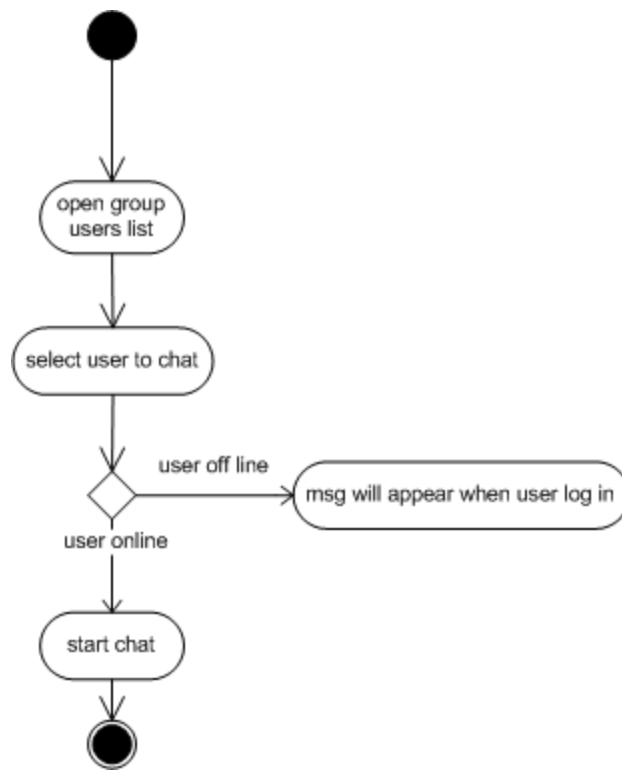 open group
users list
select user to chat
user off line
msg will appear when user log in
user online
start chat